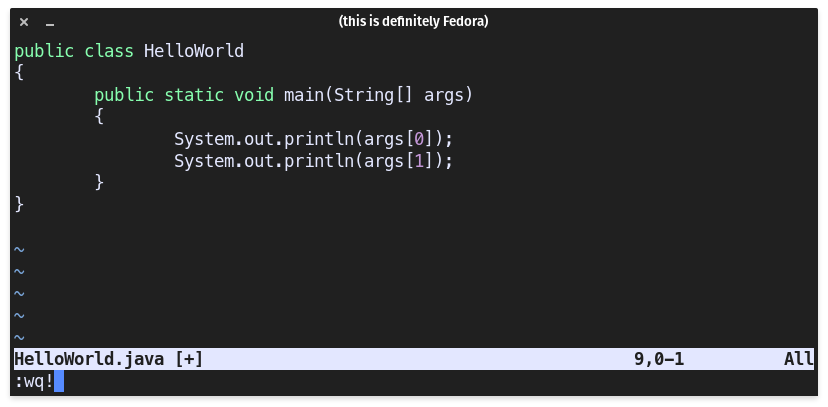 (this is definitely Fedora)
public class HelloWorld
{
        public static void main(String[] args)
        {
                System.out.println(args[0]);
                System.out.println(args[1]);
        }
}
~
~
~
~
~
HelloWorld.java [+] 9,0-1 All
:wq!